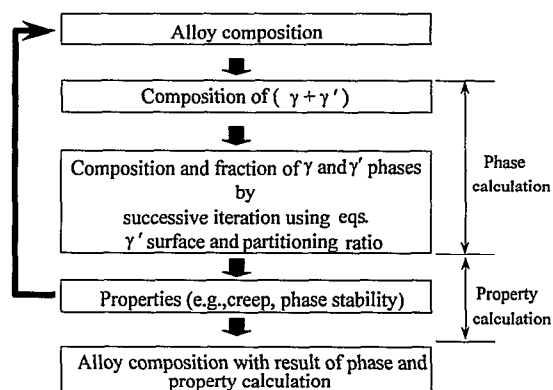 Alloy composition
Composition of ( γ + γ′ )
Composition and fraction of γ and γ′ phases
by
successive iteration using eqs.
γ′ surface and partitioning ratio
Phase
calculation
Properties (e.g.,creep, phase stability)
Property
calculation
Alloy composition with result of phase and
property calculation